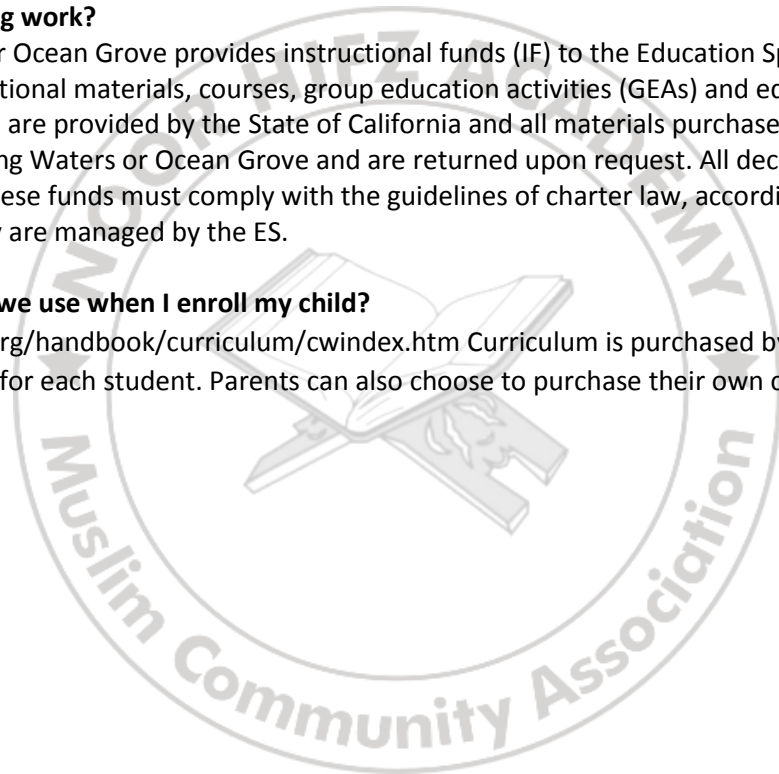 g work?
r Ocean Grove provides instructional funds (IF) to the Education Sp
tional materials, courses, group education activities (GEAs) and ed
are provided by the State of California and all materials purchase
ng Waters or Ocean Grove and are returned upon request. All dec
ese funds must comply with the guidelines of charter law, accordi
y are managed by the ES.
we use when I enroll my child?
rg/handbook/curriculum/cwindex.htm Curriculum is purchased by
for each student. Parents can also choose to purchase their own c
NOOR HIFZ ACADEMY
Muslim Community Association